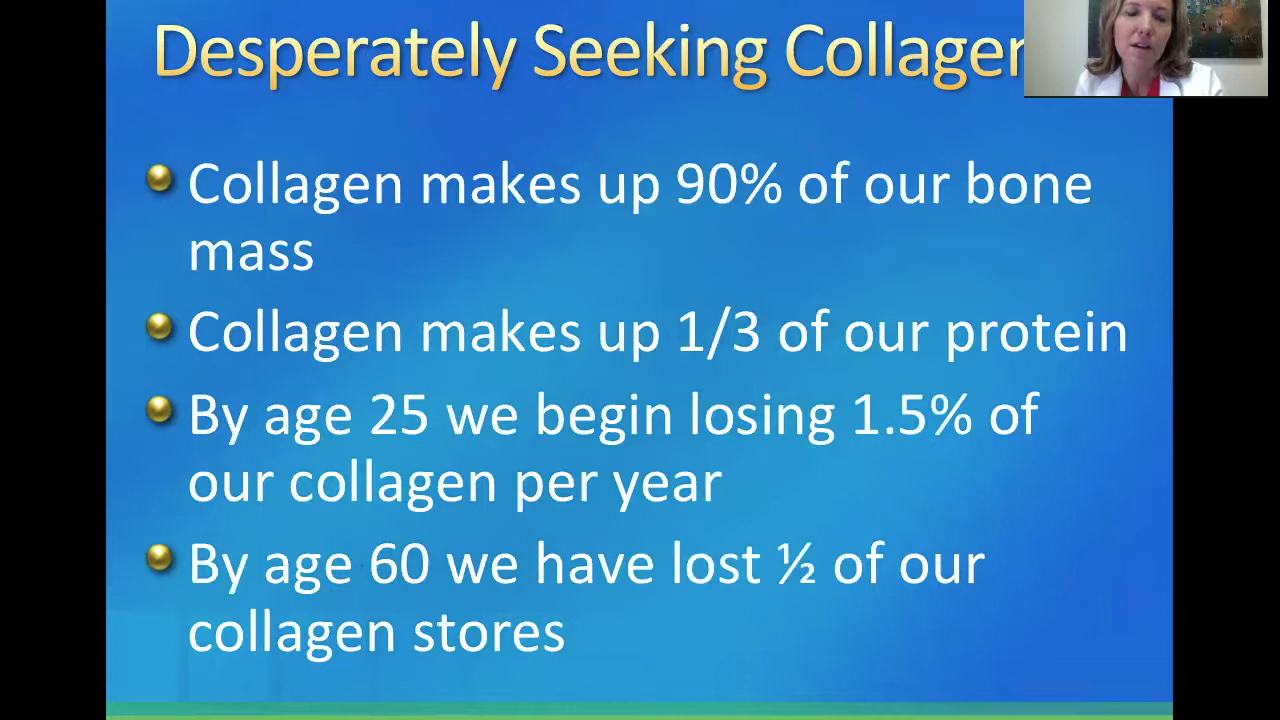 Desperately Seeking Collagen
Collagen makes up 90% of our bone
mass
Collagen makes up 1/3 of our protein
By age 25 we begin losing 1.5% of
our collagen per year
By age 60 we have lost ½ of our
collagen stores